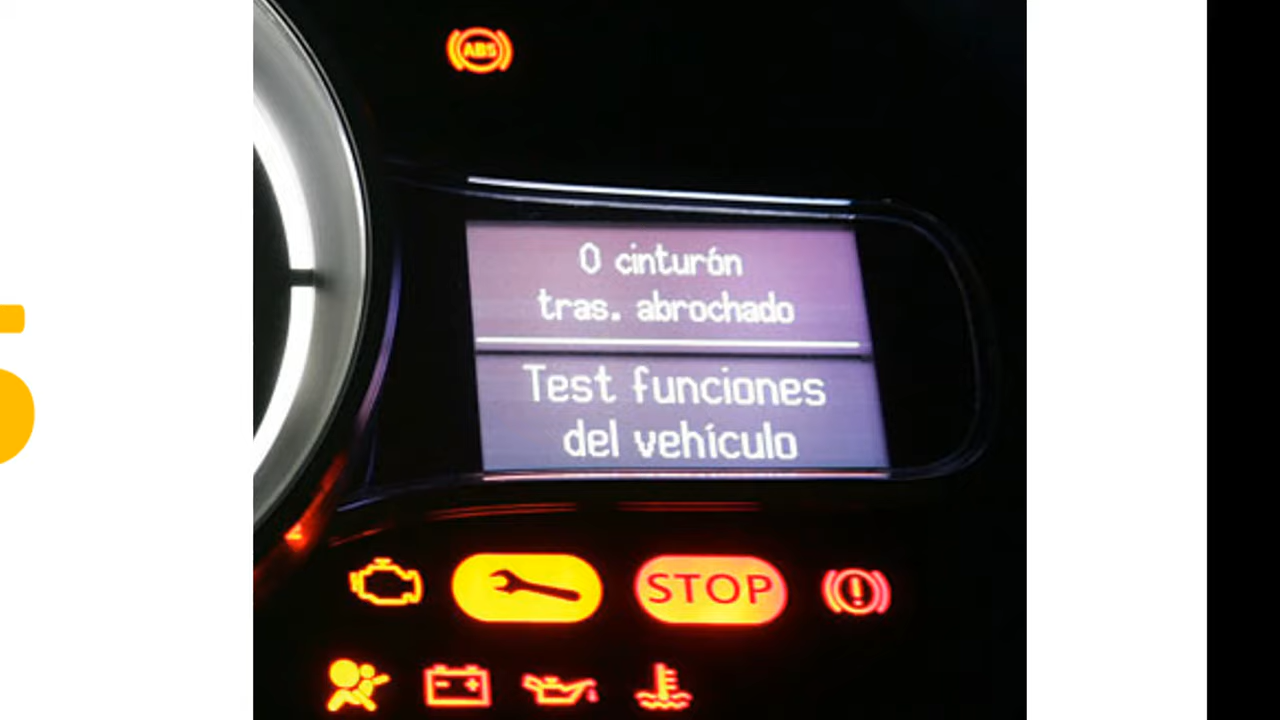 ABS
0 cinturón
tras. abrochado
Test funciones
del vehículo
STOP